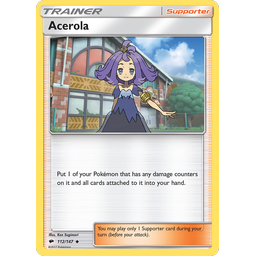 TRAINER
Supporter
Acerola
Put 1 of your Pokémon that has any damage counters
on it and all cards attached to it into your hand.
Illus. Ken Sugimori
112/147
You may play only 1 Supporter card during your
turn (before your attack).